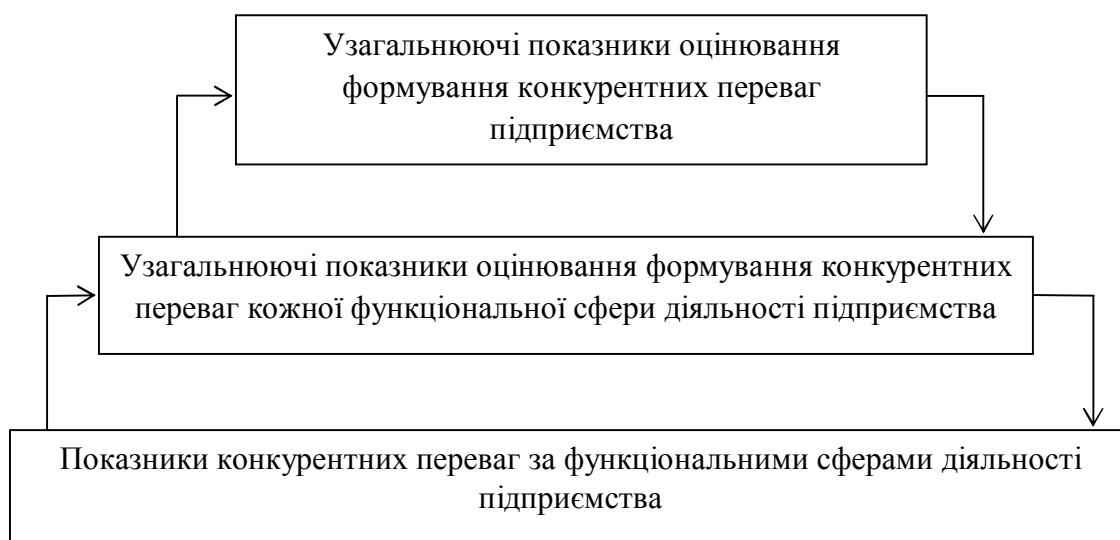 Узагальнюючі показники оцінювання
формування конкурентних переваг
підприємства
Узагальнюючі показники оцінювання формування конкурентних
переваг кожної функціональної сфери діяльності підприємства
Показники конкурентних переваг за функціональними сферами діяльності
підприємства